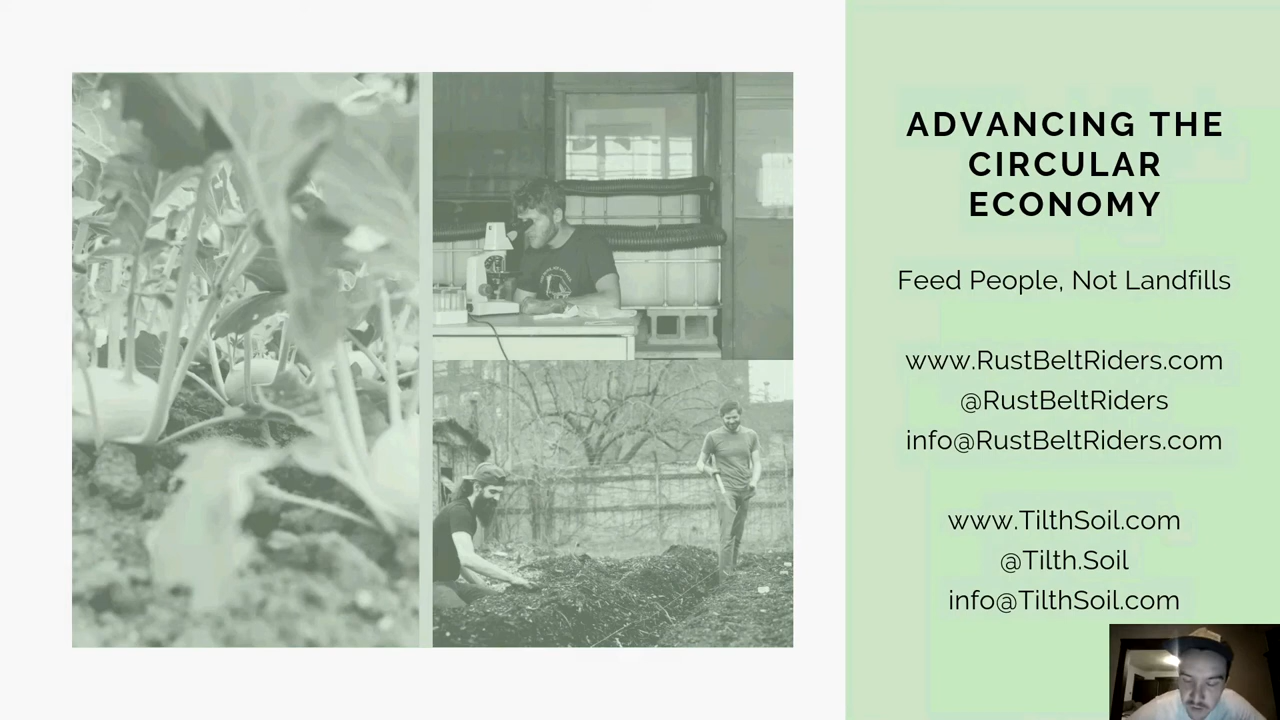 ADVANCING THE
CIRCULAR
ECONOMY
Feed People, Not Landfills
www.RustBeltRiders.com
@RustBeltRiders
info@RustBeltRiders.com
www.TilthSoil.com
@Tilth.Soil
info@TilthSoil.com